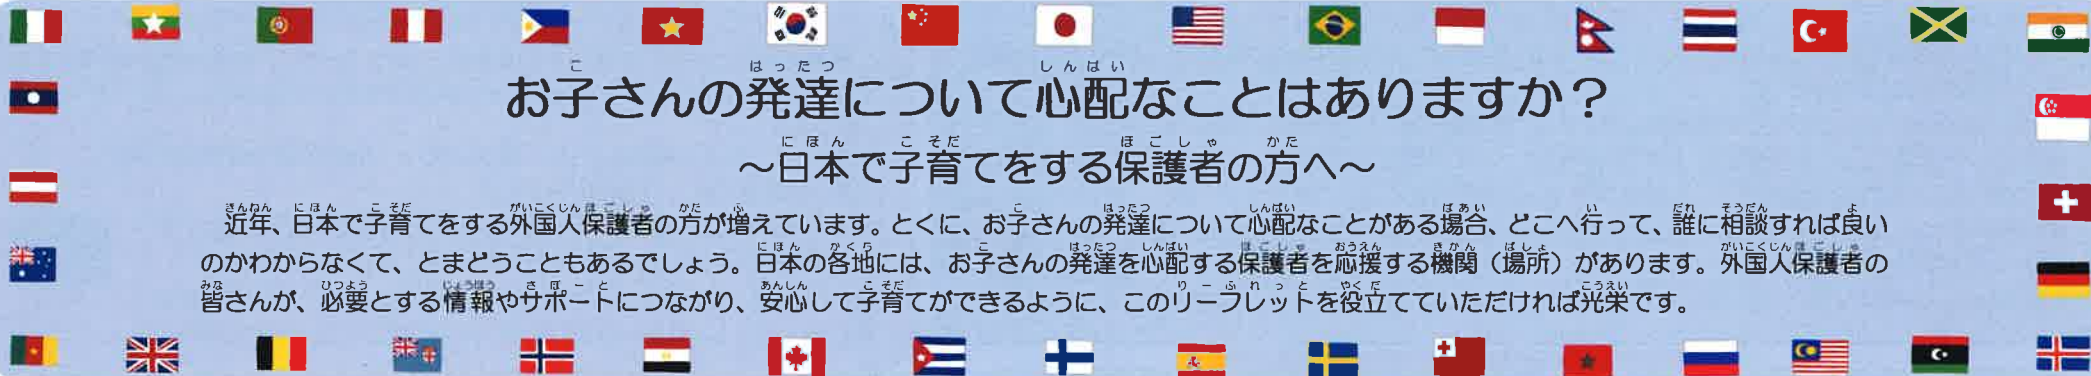 お子さんの発達について心配なことはありますか？
～日本で子育てをする保護者の方へ～
近年、日本で子育てをする外国人保護者の方が増えています。とくに、お子さんの発達について心配なことがある場合、どこへ行って、誰に相談すれば良い
のかわからなくて、とまどうこともあるでしょう。日本の各地には、お子さんの発達を心配する保護者を応援する機関（場所）があります。外国人保護者の
皆さんが、必要とする情報やサポートにつながり、安心して子育てができるように、このリーフレットを役立てていただければ光栄です。